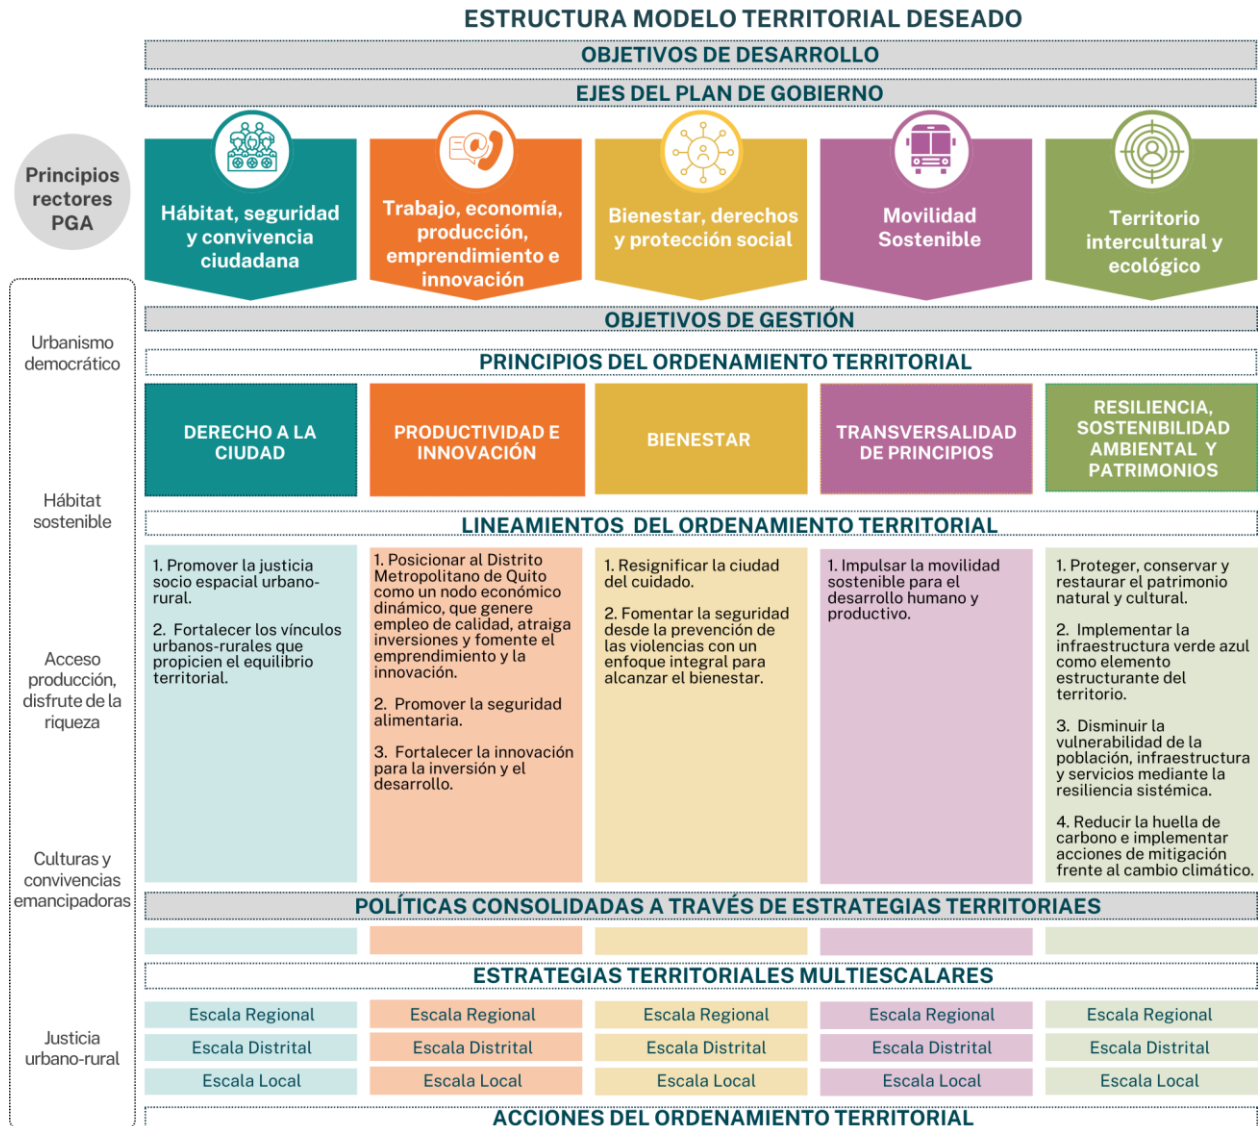 ESTRUCTURA MODELO TERRITORIAL DESEADO
OBJETIVOS DE DESARROLLO
EJES DEL PLAN DE GOBIERNO
Principios
rectores
PGA
Hábitat, seguridad
y convivencia
ciudadana
Trabajo, economía,
producción,
emprendimiento e
innovación
Bienestar, derechos
y protección social
Movilidad
Sostenible
Territorio
intercultural y
ecológico
OBJETIVOS DE GESTIÓN
PRINCIPIOS DEL ORDENAMIENTO TERRITORIAL
Urbanismo
democrático
Hábitat
sostenible
Acceso
producción,
disfrute de la
riqueza
Culturas y
convivencias
emancipadoras
Justicia
urbano-rural
DERECHO A LA
CIUDAD
PRODUCTIVIDAD E
INNOVACIÓN
BIENESTAR
TRANSVERSALIDAD
DE PRINCIPIOS
RESILIENCIA,
SOSTENIBILIDAD
AMBIENTAL Y
PATRIMONIOS
LINEAMIENTOS DEL ORDENAMIENTO TERRITORIAL
1. Promover la justicia
socio espacial urbano-
rural.
2. Fortalecer los vínculos
urbanos-rurales que
propicien el equilibrio
territorial.
1. Posicionar al Distrito
Metropolitano de Quito
como un nodo económico
dinámico, que genere
empleo de calidad, atraiga
inversiones y fomente el
emprendimiento y la
innovación.
2. Promover la seguridad
alimentaria.
3. Fortalecer la innovación
para la inversión y el
desarrollo.
1. Resignificar la ciudad
del cuidado.
2. Fomentar la seguridad
desde la prevención de
las violencias con un
enfoque integral para
alcanzar el bienestar.
1. Impulsar la movilidad
sostenible para el
desarrollo humano y
productivo.
1. Proteger, conservar y
restaurar el patrimonio
natural y cultural.
2. Implementar la
infraestructura verde azul
como elemento
estructurante del
territorio.
3. Disminuir la
vulnerabilidad de la
población, infraestructura
y servicios mediante la
resiliencia sistémica.
4. Reducir la huella de
carbono e implementar
acciones de mitigación
frente al cambio climático.
POLÍTICAS CONSOLIDADAS A TRAVÉS DE ESTRATEGIAS TERRITORIAES
ESTRATEGIAS TERRITORIALES MULTIESCALARES
Escala Regional
Escala Regional
Escala Regional
Escala Regional
Escala Regional
Escala Distrital
Escala Distrital
Escala Distrital
Escala Distrital
Escala Distrital
Escala Local
Escala Local
Escala Local
Escala Local
Escala Local
ACCIONES DEL ORDENAMIENTO TERRITORIAL